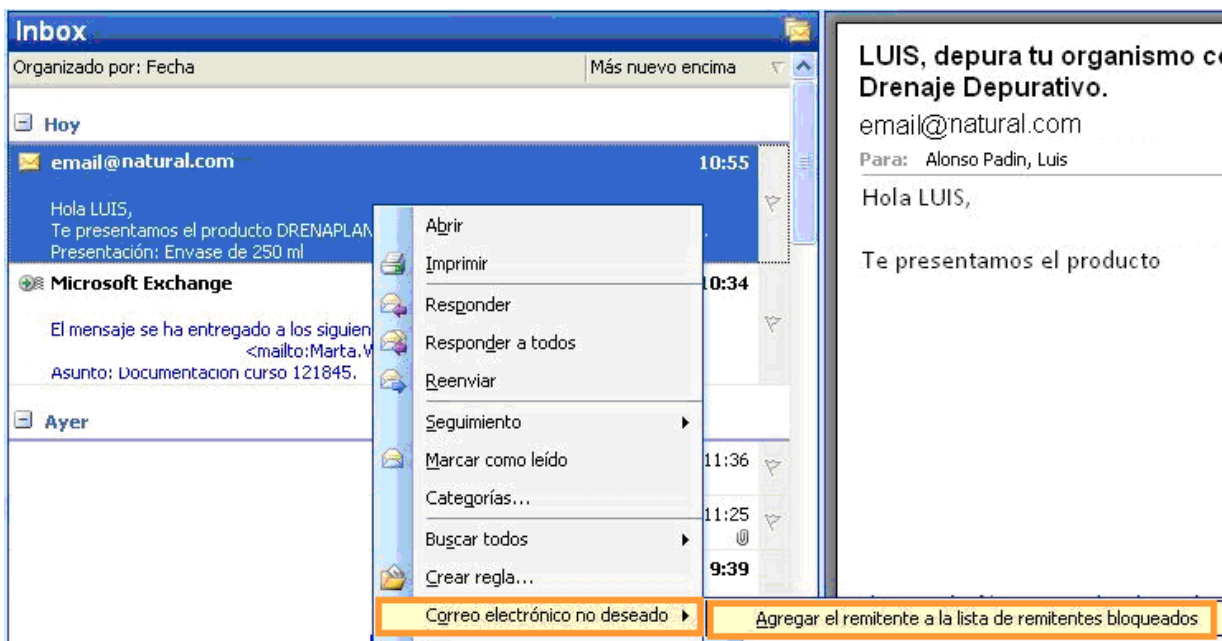 Inbox
Organizado por: Fecha
Más nuevo encima
Hoy
email@natural.com
10:55
Hola LUIS,
Te presentamos el producto DRENAPLAN
Presentación: Envase de 250 ml
Microsoft Exchange
10:34
El mensaje se ha entregado a los siguien
<mailto:Marta.V
Asunto: Documentacion curso 121845.
Ayer
11:36
11:25
9:39
Abrir
Imprimir
Responder
Responder a todos
Reenviar
Seguimiento
Marcar como leído
Categorías...
Buscar todos
Crear regla...
Correo electrónico no deseado
Agregar el remitente a la lista de remitentes bloqueados
LUIS, depura tu organismo co
Drenaje Depurativo.
email@natural.com
Para: Alonso Padin, Luis
Hola LUIS,
Te presentamos el producto